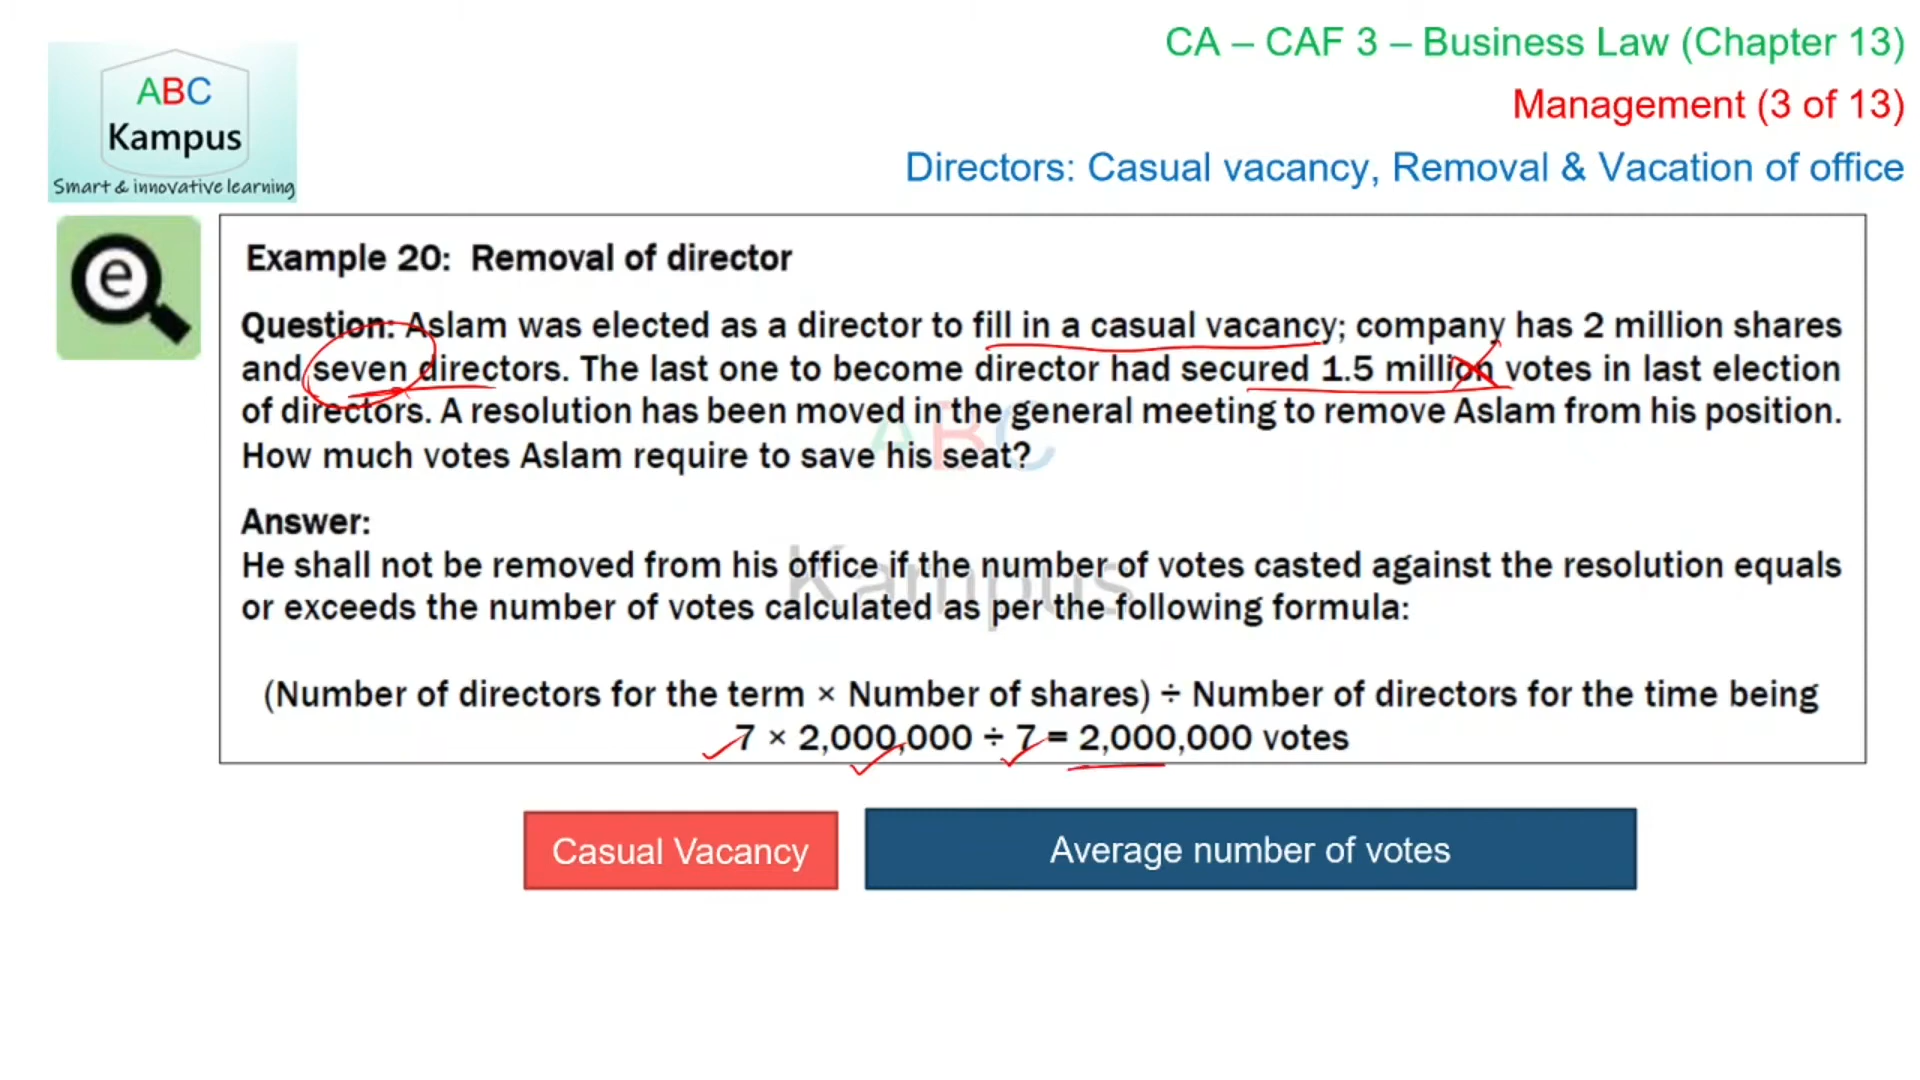 CA – CAF 3 – Business Law (Chapter 13)
ABC
Kampus
Smart & innovative learning
Management (3 of 13)
Directors: Casual vacancy, Removal & Vacation of office
e
Example 20: Removal of director
Question: Aslam was elected as a director to fill in a casual vacancy; company has 2 million shares
and seven directors. The last one to become director had secured 1.5 million votes in last election
of directors. A resolution has been moved in the general meeting to remove Aslam from his position.
How much votes Aslam require to save his seat?
ABC
Answer:
He shall not be removed from his office if the number of votes casted against the resolution equals
or exceeds the number of votes calculated as per the following formula:
Kampus
(Number of directors for the term × Number of shares) ÷ Number of directors for the time being
7 × 2,000,000 ÷ 7 = 2,000,000 votes
Casual Vacancy
Average number of votes